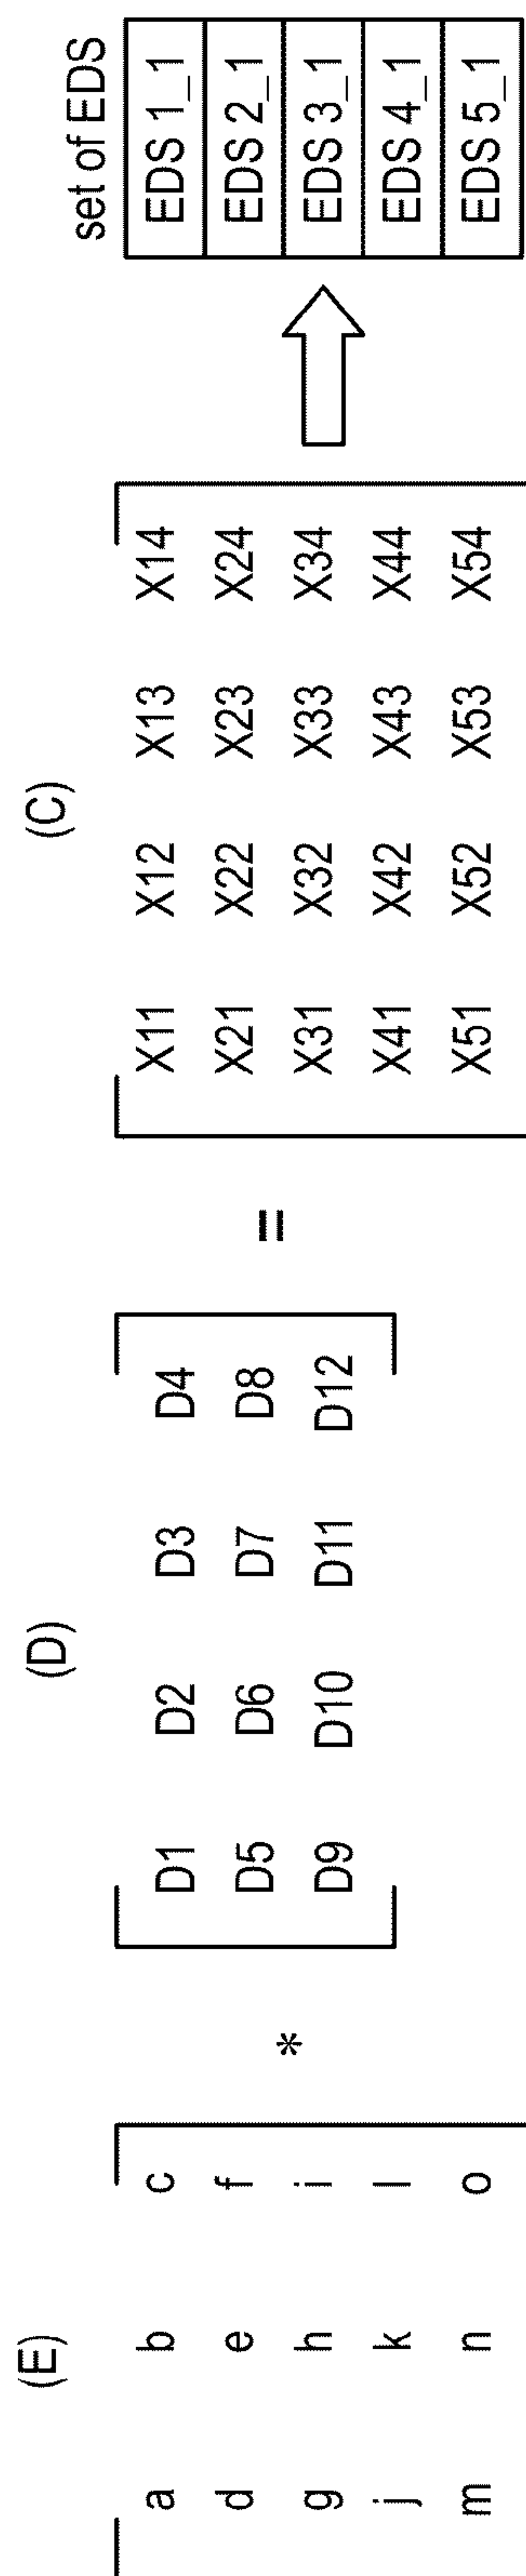 (E) (D) (C) set of EDS
a b c D1 D2 D3 D4 X11 X12 X13 X14 EDS 1_1
d e f * D5 D6 D7 D8 = X21 X22 X23 X24 EDS 2_1
g h i D9 D10 D11 D12 X31 X32 X33 X34 EDS 3_1
j k l X41 X42 X43 X44 EDS 4_1
m n o X51 X52 X53 X54 EDS 5_1